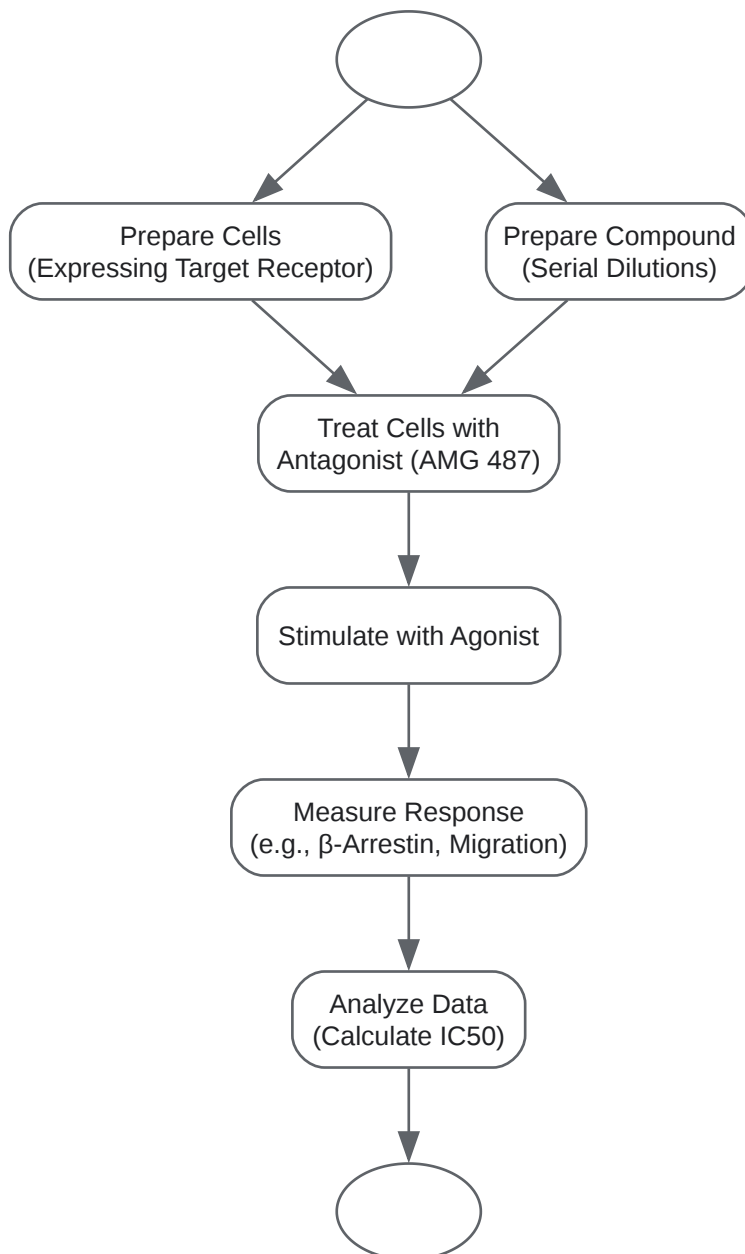 Prepare Cells
(Expressing Target Receptor)
Prepare Compound
(Serial Dilutions)
Treat Cells with
Antagonist (AMG 487)
Stimulate with Agonist
Measure Response
(e.g., β-Arrestin, Migration)
Analyze Data
(Calculate IC50)